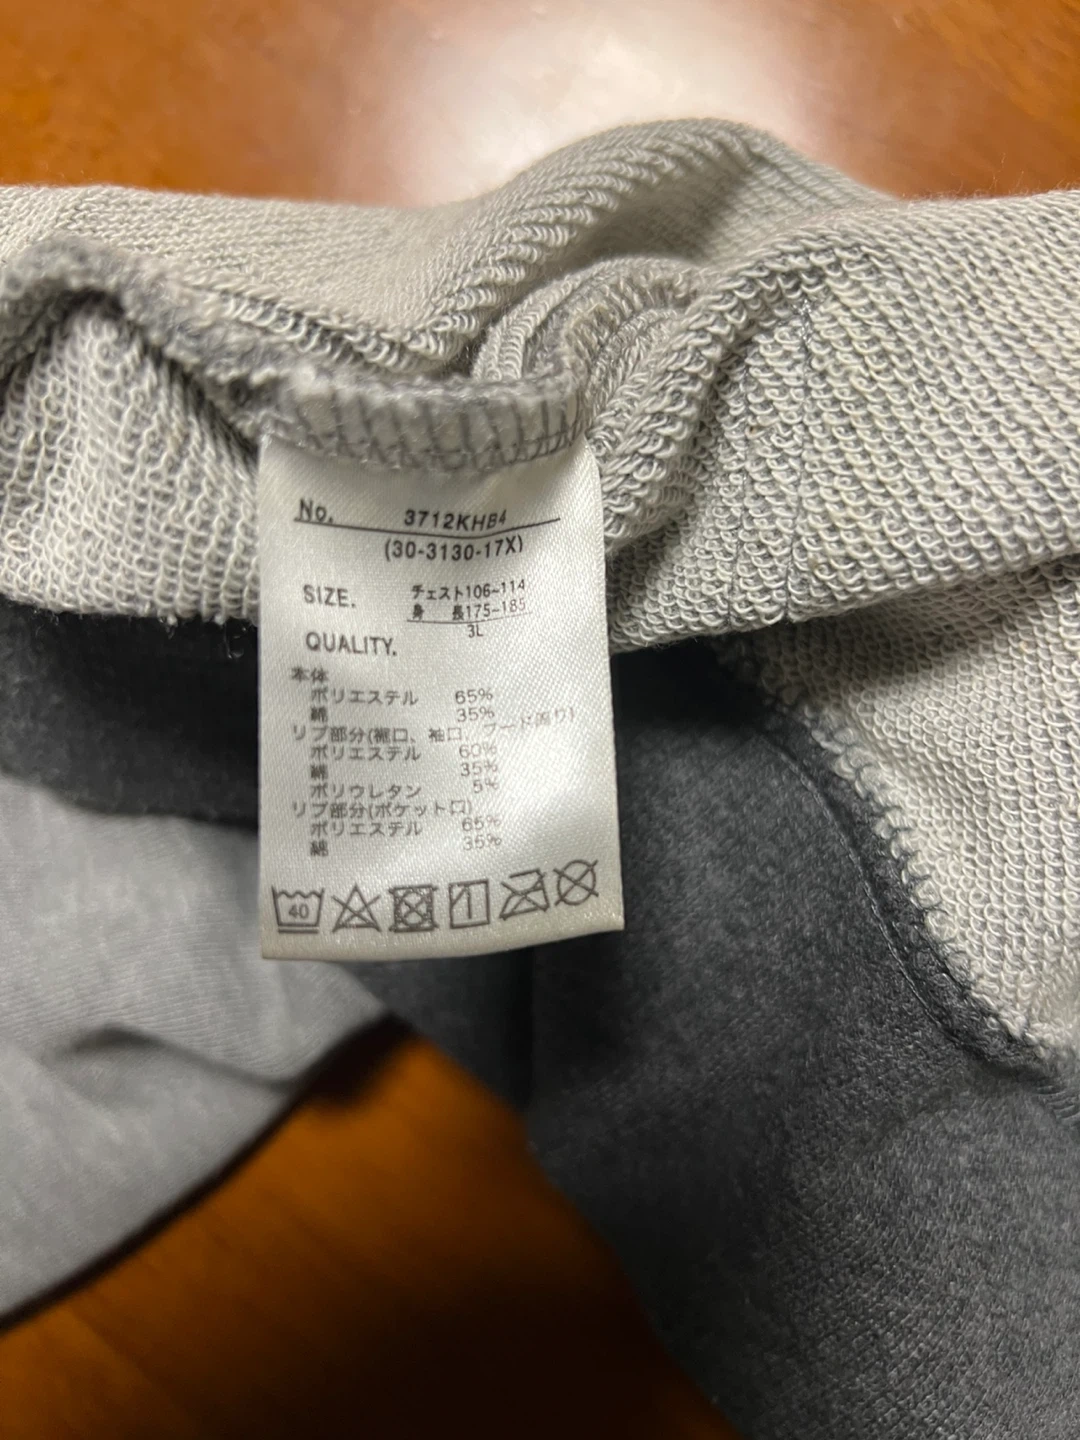 No. 3712KHB4
(30-3130-17X)
SIZE. チェスト106-114
身 長175-185
3L
QUALITY.
本体
ポリエステル 65%
綿 35%
リブ部分(裾口、袖口、フード周り)
ポリエステル 60%
綿 35%
ポリウレタン 5%
リブ部分(ポケット口)
ポリエステル 65%
綿 35%
40